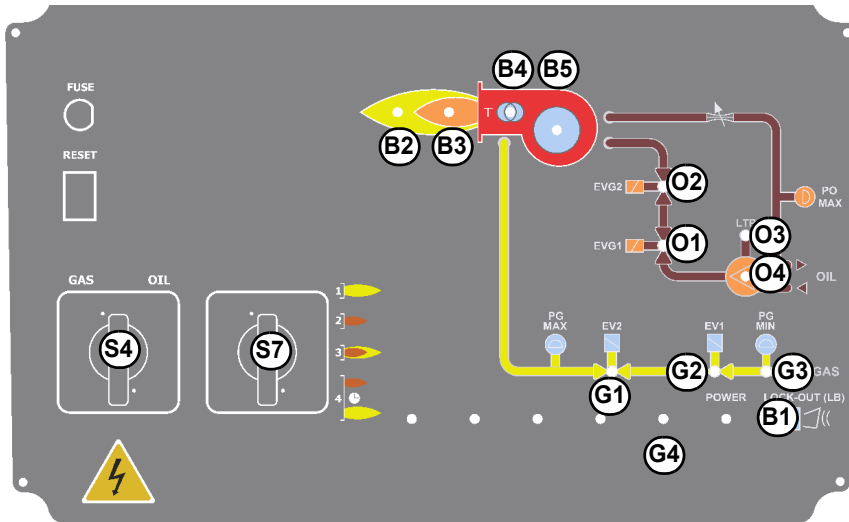 B4 B5
FUSE
T
B2 B3
RESET
EVG2 O2
PO
MAX
EVG1 O1
O3
O4 OIL
GAS OIL
1
2
S4 S7 3
4
PG
MAX
EV2
EV1
PG
MIN
G2 G3 GAS
G1
POWER LOCK-OUT (LB)
B1
G4